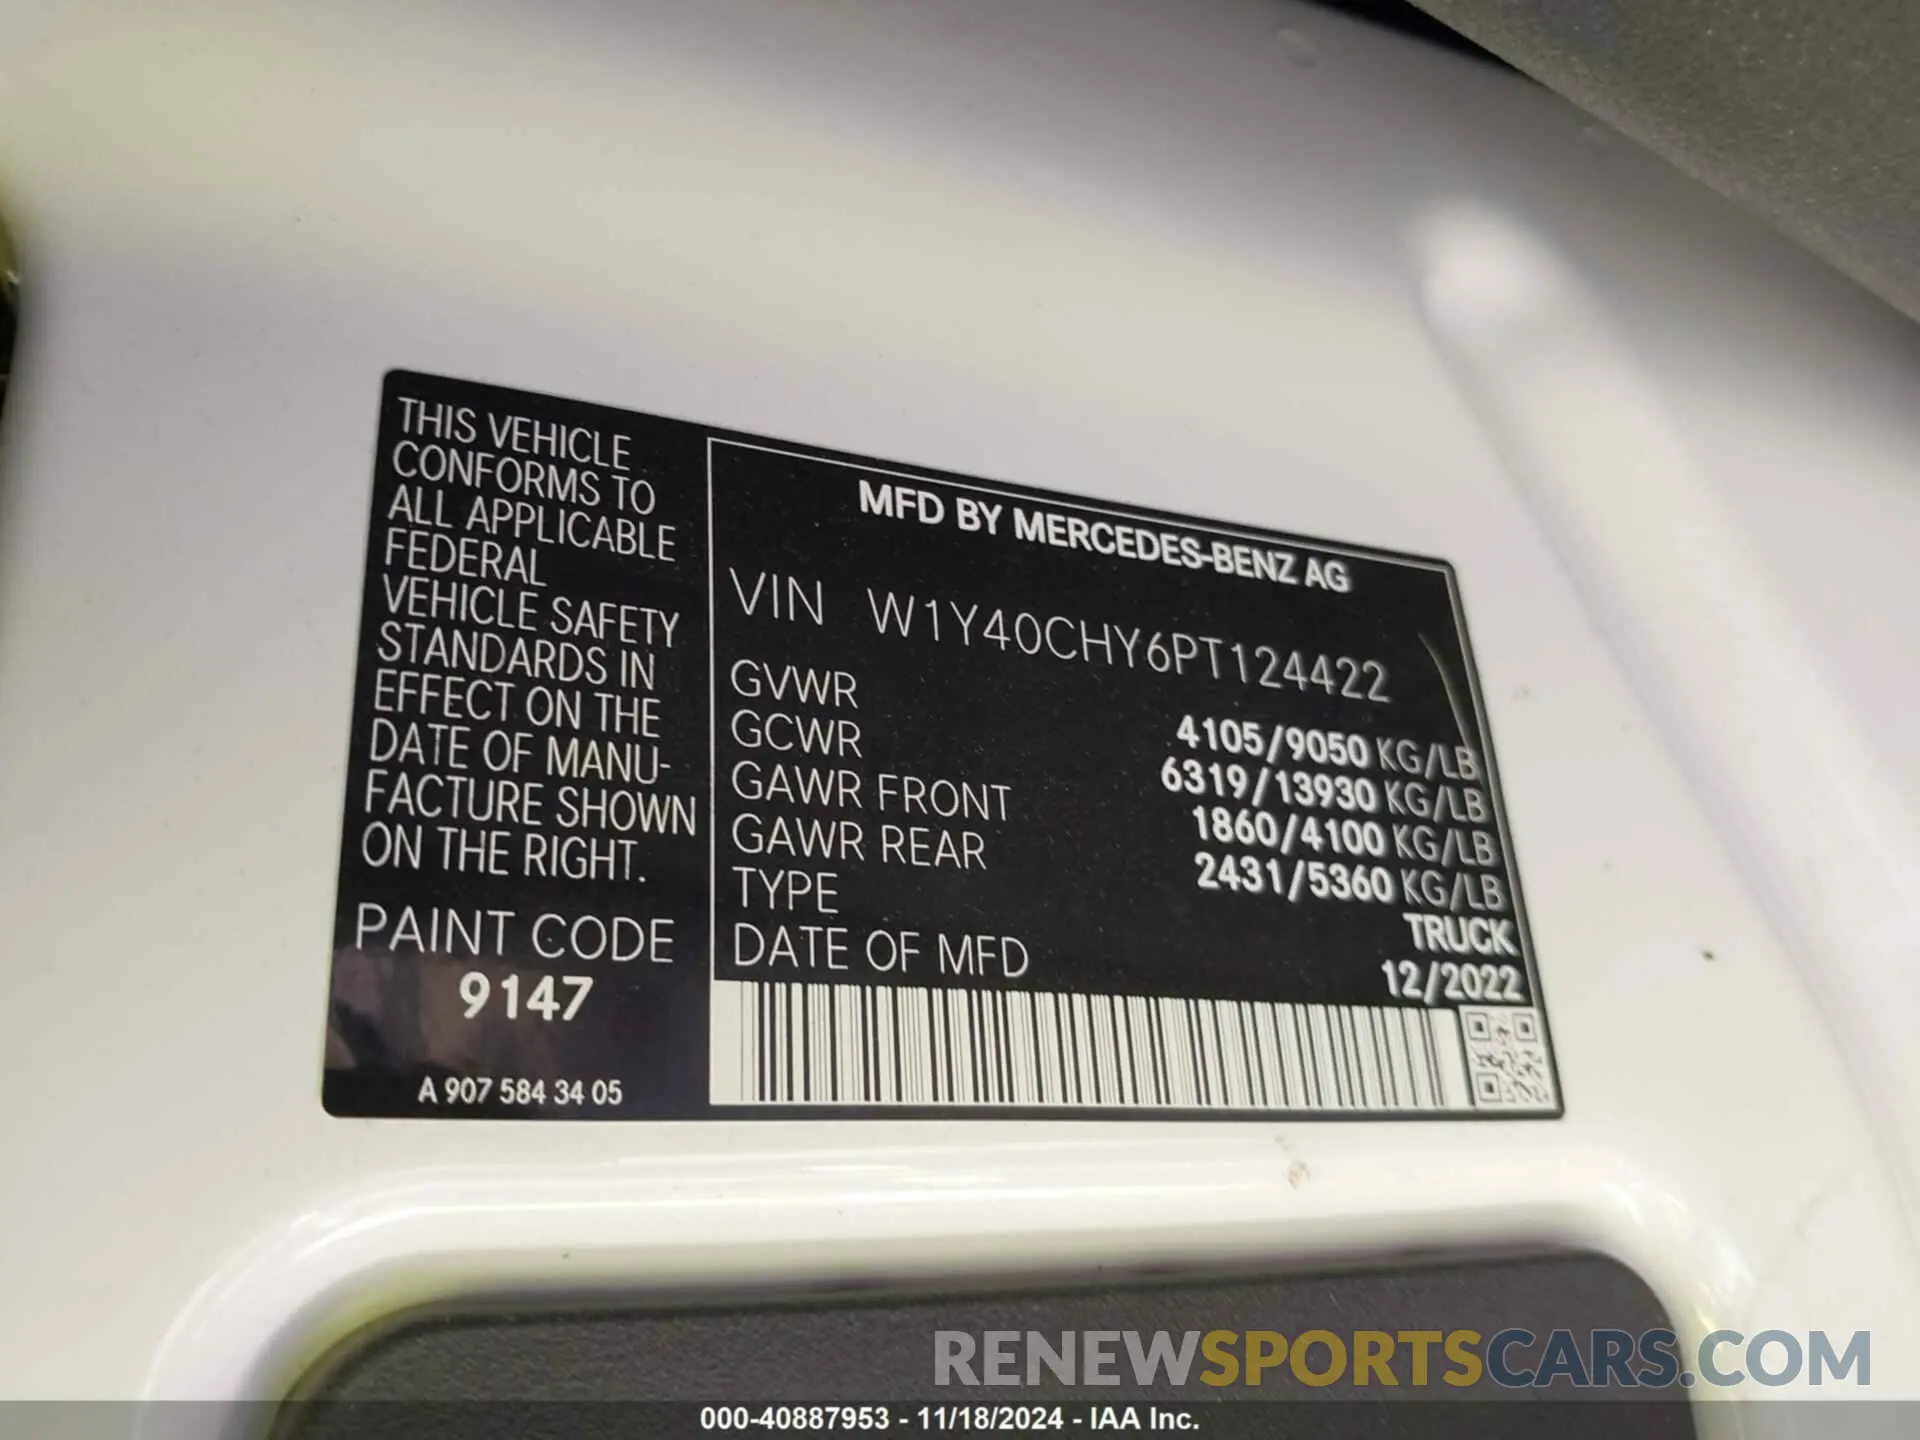 THIS VEHICLE
CONFORMS TO
ALL APPLICABLE
FEDERAL
VEHICLE SAFETY
STANDARDS IN
EFFECT ON THE
DATE OF MANU-
FACTURE SHOWN
ON THE RIGHT.
PAINT CODE
9147
A 907 584 34 05
MFD BY MERCEDES-BENZ AG
VIN W1Y40CHY6PT124422
GVWR 4105/9050 KG/LB
GCWR 6319/13930 KG/LB
GAWR FRONT 1860/4100 KG/LB
GAWR REAR 2431/5360 KG/LB
TYPE TRUCK
DATE OF MFD 12/2022
RENEWSPORTSCARS.COM
000-40887953 - 11/18/2024 - IAA Inc.